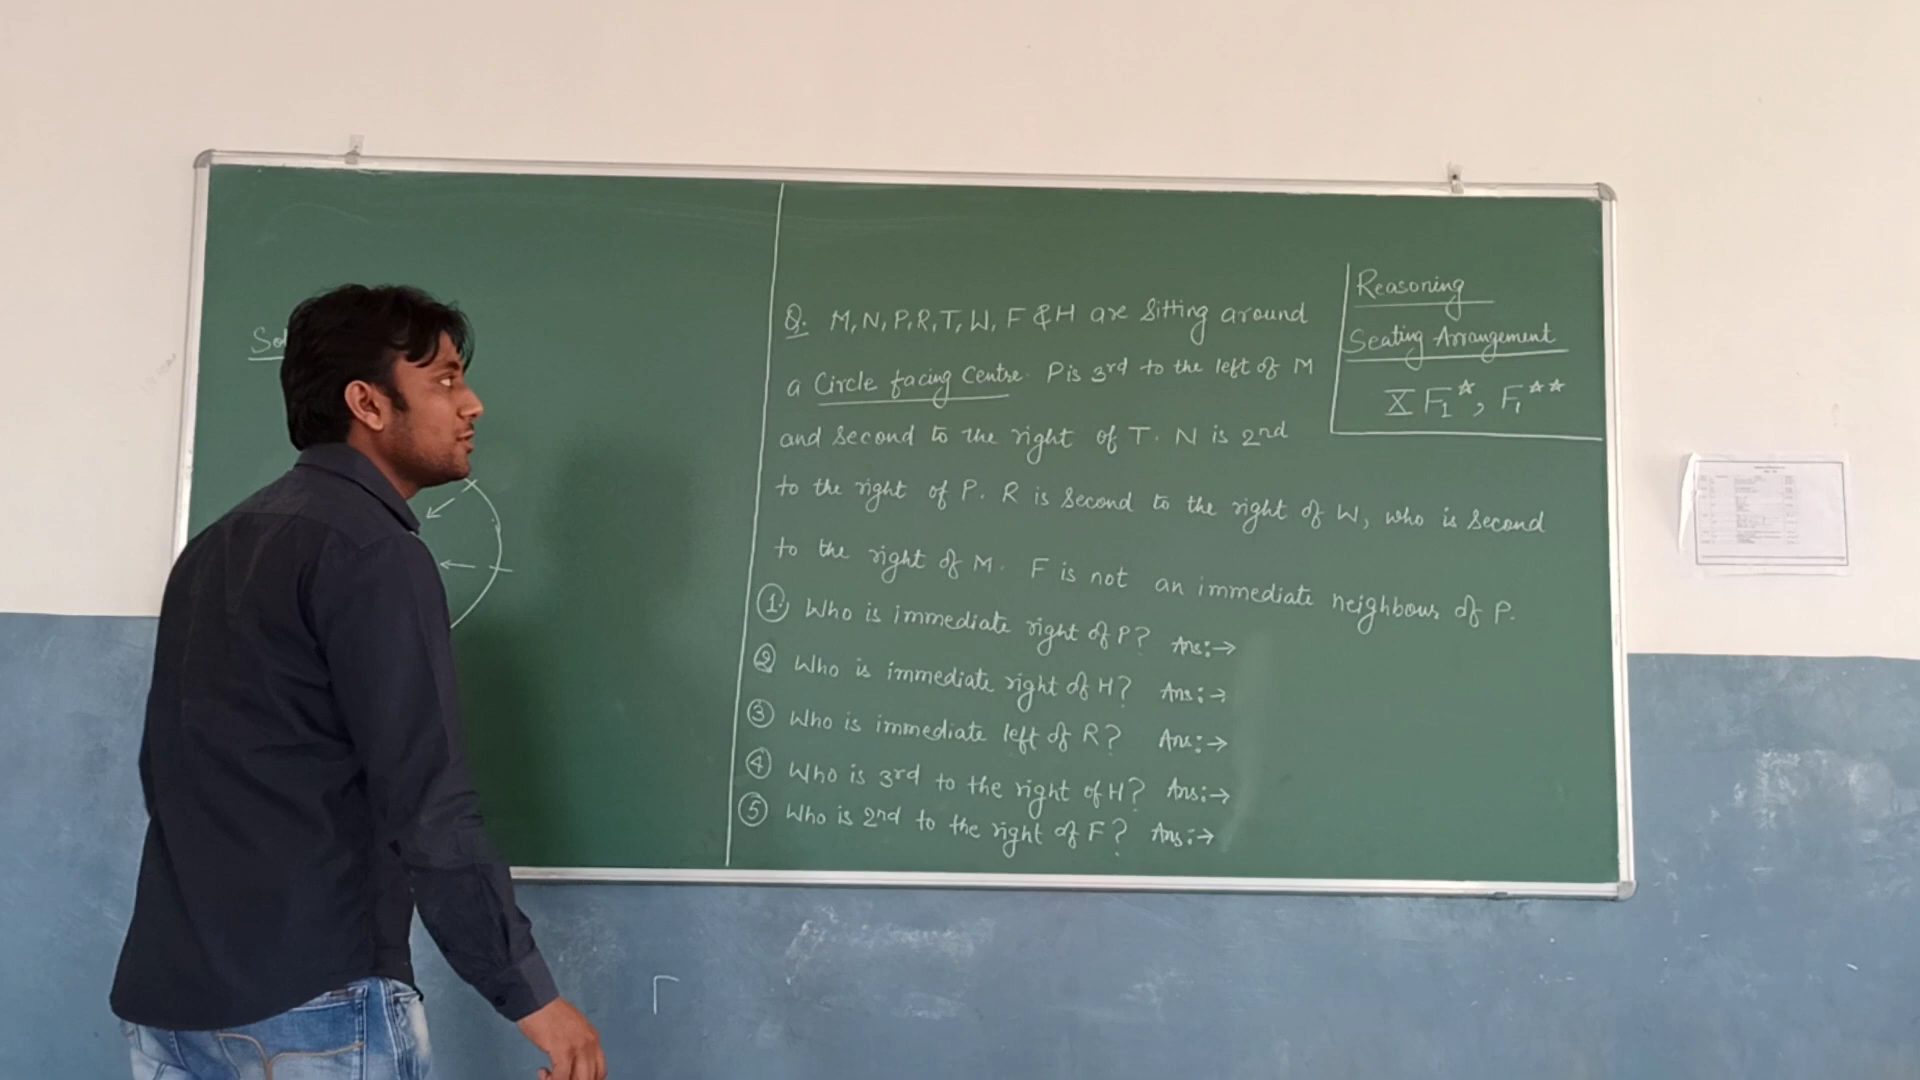 Sol
Q. M, N, P, R, T, W, F & H are sitting around
a Circle facing Centre. P is 3rd to the left of M
and second to the right of T. N is 2nd
to the right of P. R is second to the right of W, who is second
to the right of M. F is not an immediate neighbour of P.
① Who is immediate right of P? Ans:→
② Who is immediate right of H? Ans:→
③ Who is immediate left of R? Ans:→
④ Who is 3rd to the right of H? Ans:→
⑤ Who is 2nd to the right of F? Ans:→
Reasoning
Seating Arrangement
X F1☆, F1☆☆